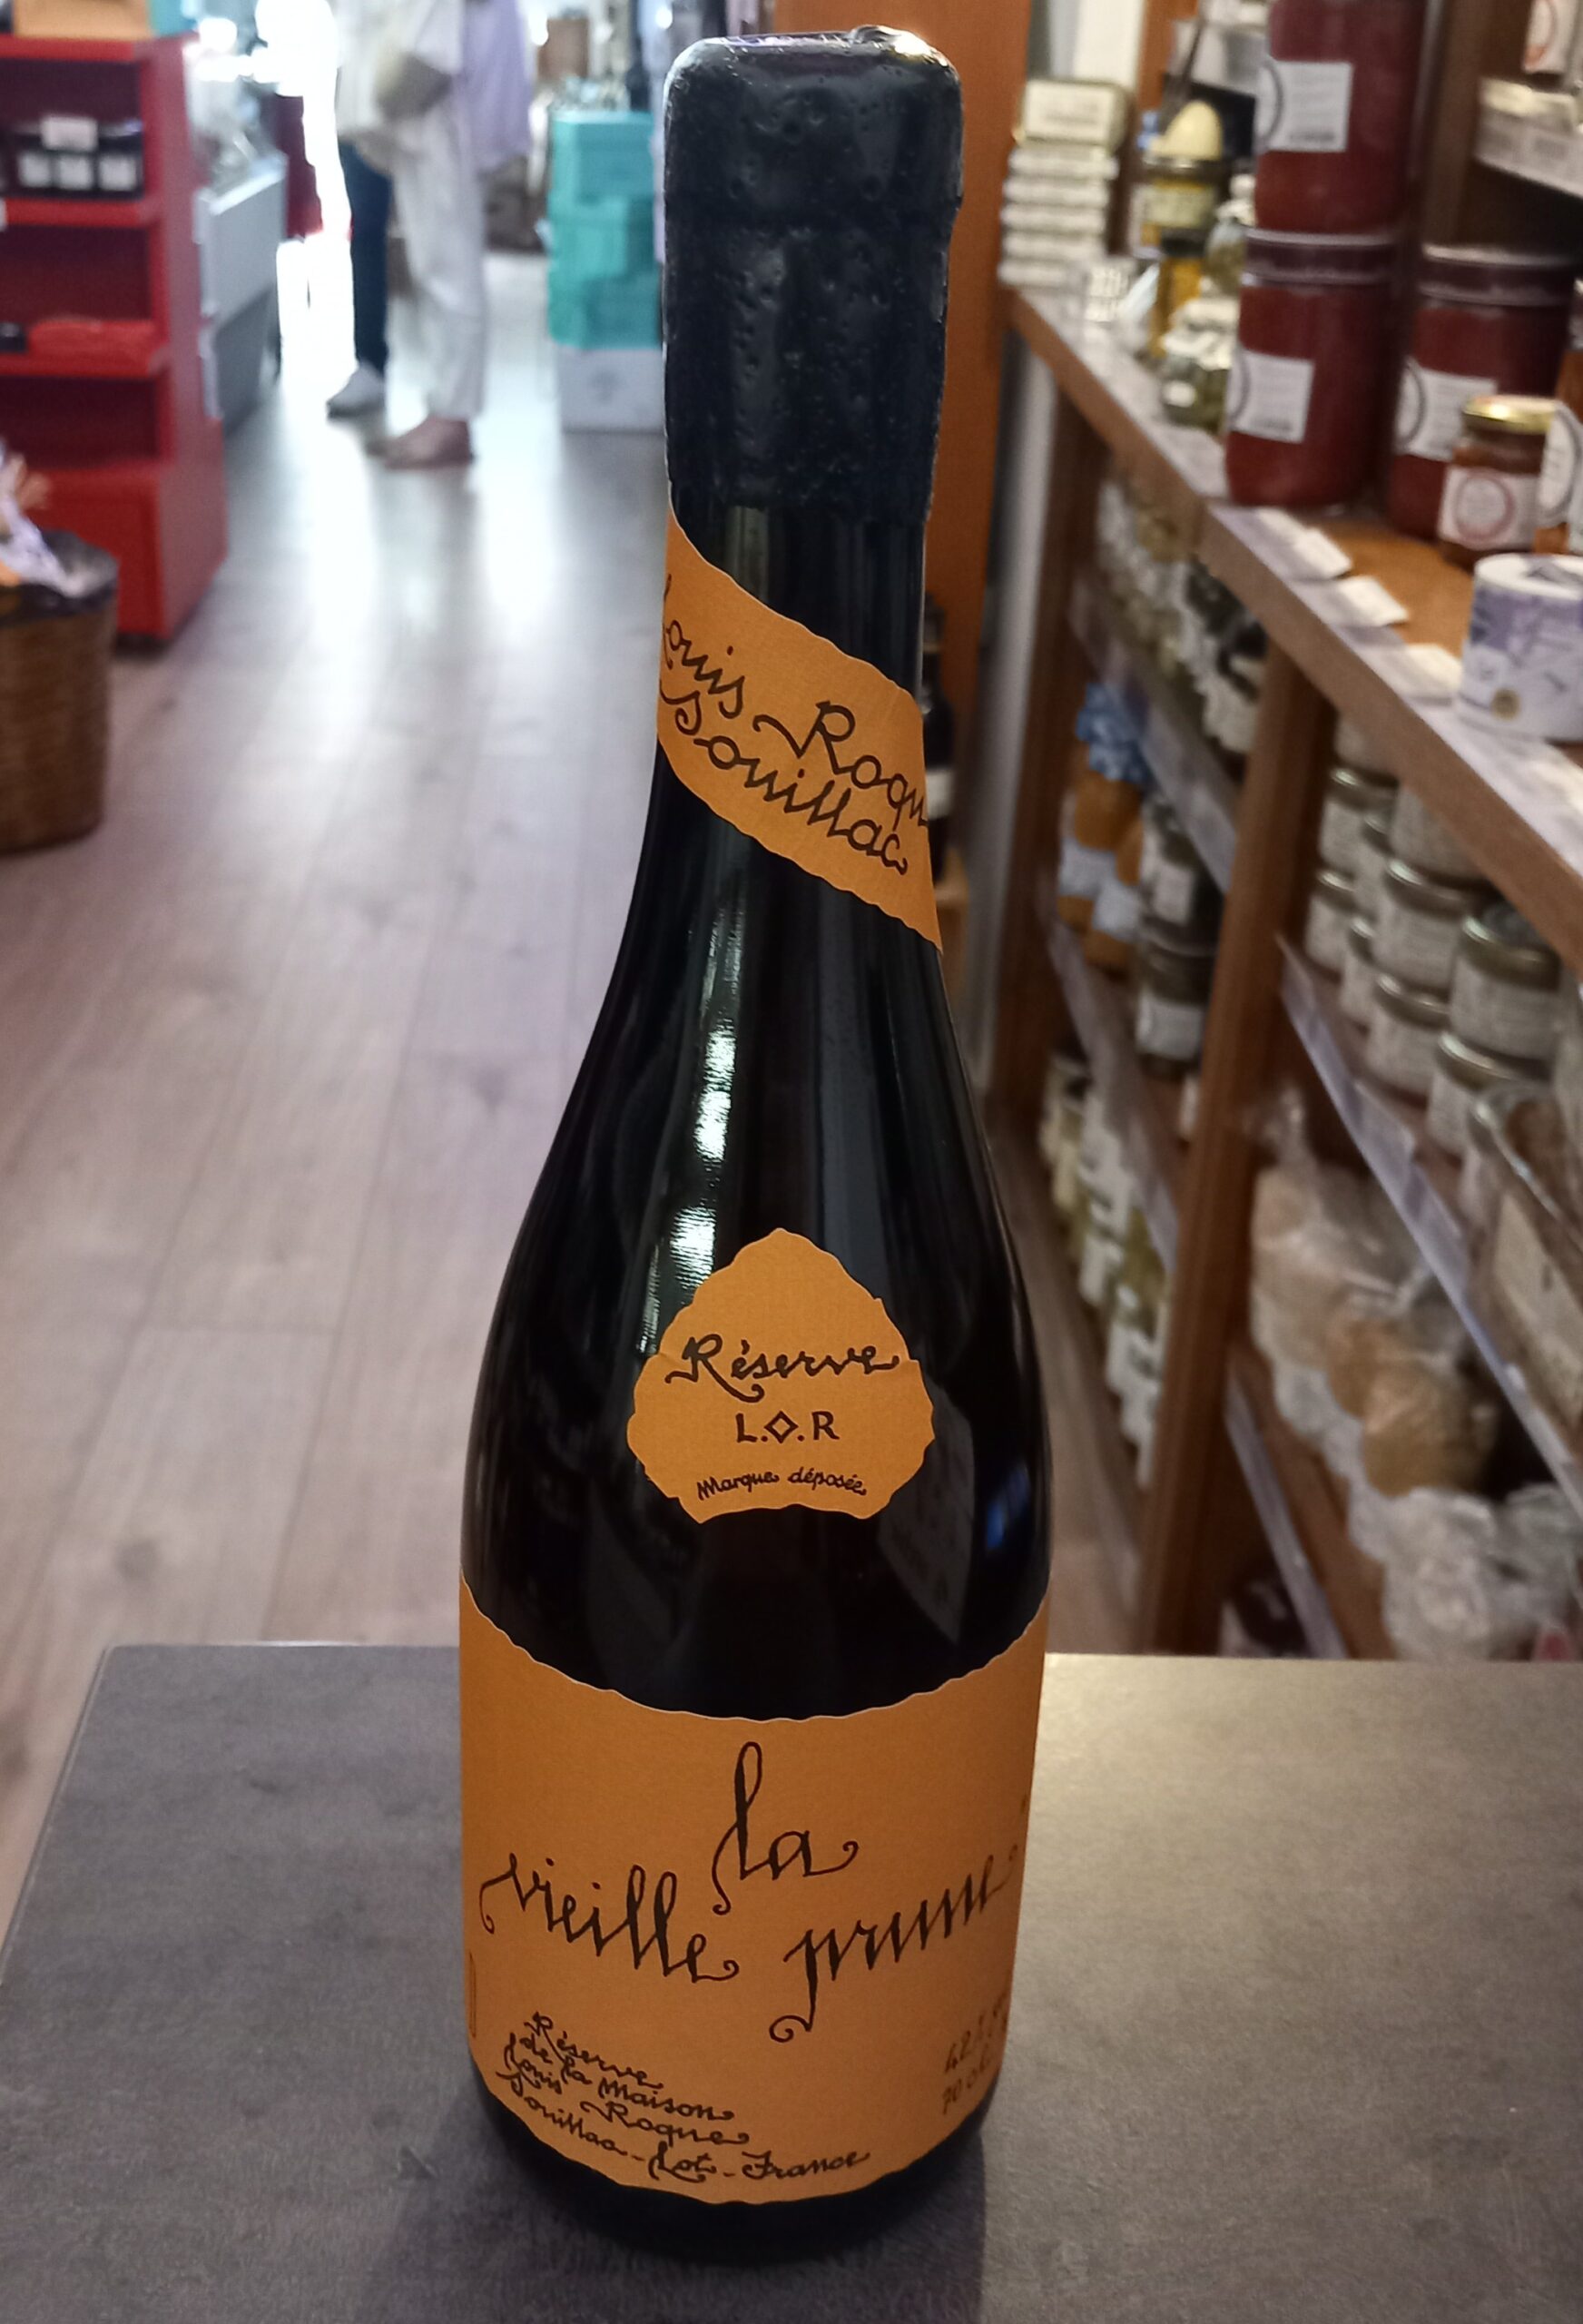 Louis Roque
Souillac
Réserve
L.O.R
Marque déposée
la
vieille prune
Réserve
de la Maison
Louis Roque
Souillac - Lot - France